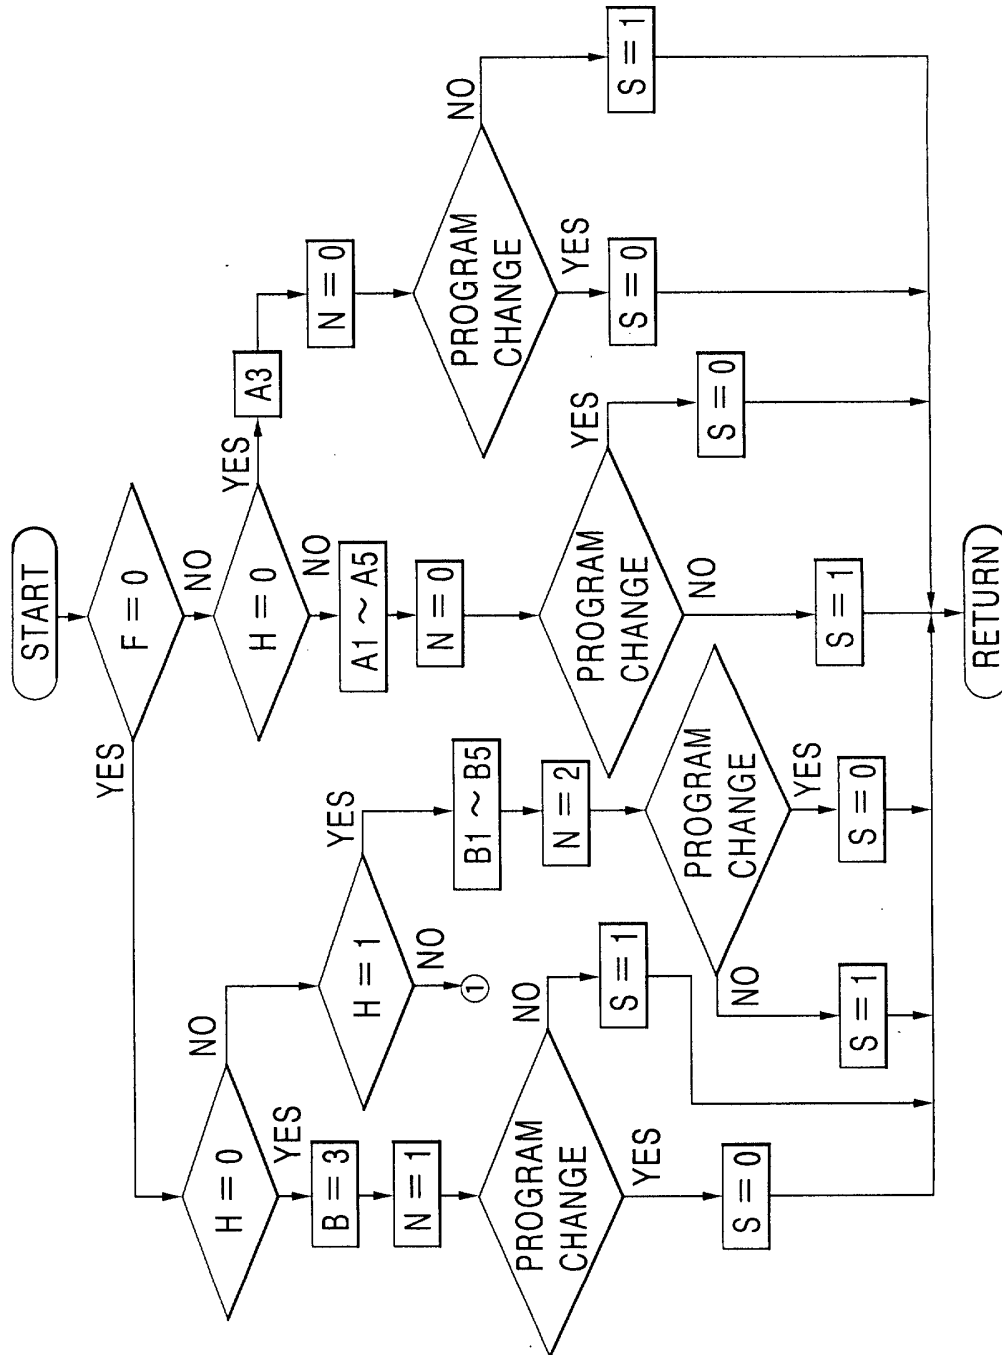 START
YES
F = 0
NO
NO
H = 0
H = 0
YES
A3
YES
NO
B = 3
YES
N = 0
H = 1
A1 ~ A5
N = 1
NO
N = 0
1
NO
B1 ~ B5
PROGRAM
CHANGE
PROGRAM
CHANGE
NO
N = 2
YES
YES
PROGRAM
CHANGE
S = 1
S = 0
S = 1
YES
NO
PROGRAM
CHANGE
S = 0
S = 0
NO
YES
S = 1
S = 1
S = 0
RETURN